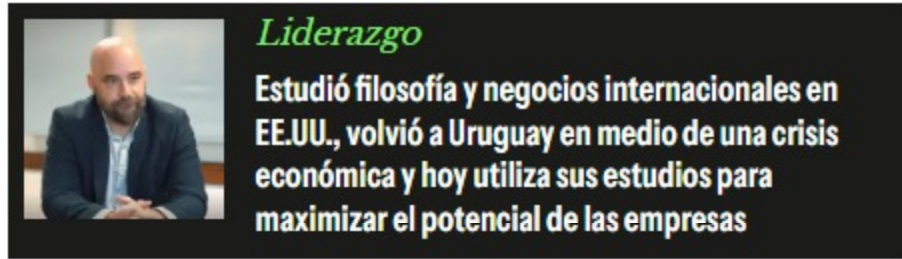 Liderazgo
Estudió filosofía y negocios internacionales en
EE.UU., volvió a Uruguay en medio de una crisis
económica y hoy utiliza sus estudios para
maximizar el potencial de las empresas